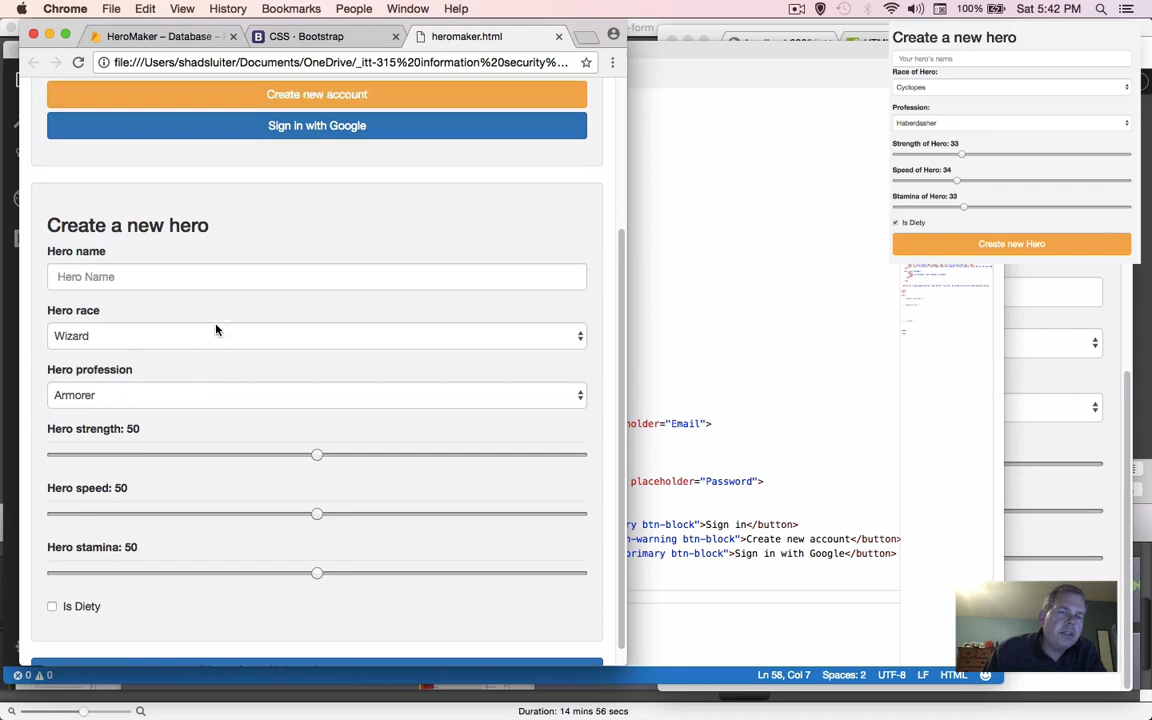 Chrome File Edit View History Bookmarks People Window Help 100% Sat 5:42 PM
HeroMaker – Database –
CSS · Bootstrap
heromaker.html
file:///Users/shadsluiter/Documents/OneDrive/_itt-315%20information%20security%...
Create new account
Sign in with Google
Create a new hero
Hero name
Hero Name
Hero race
Wizard
Hero profession
Armorer
Hero strength: 50
Hero speed: 50
Hero stamina: 50
Is Diety
-form
Create a new hero
Your hero's name
Race of Hero:
Cyclopes
Profession:
Haberdasher
Strength of Hero: 33
Speed of Hero: 34
Stamina of Hero: 33
Is Diety
Create new Hero
holder="Email">
placeholder="Password">
ry btn-block">Sign in</button>
n-warning btn-block">Create new account</button>
primary btn-block">Sign in with Google</button>
0 0 Ln 58, Col 7 Spaces: 2 UTF-8 LF HTML
Duration: 14 mins 56 secs